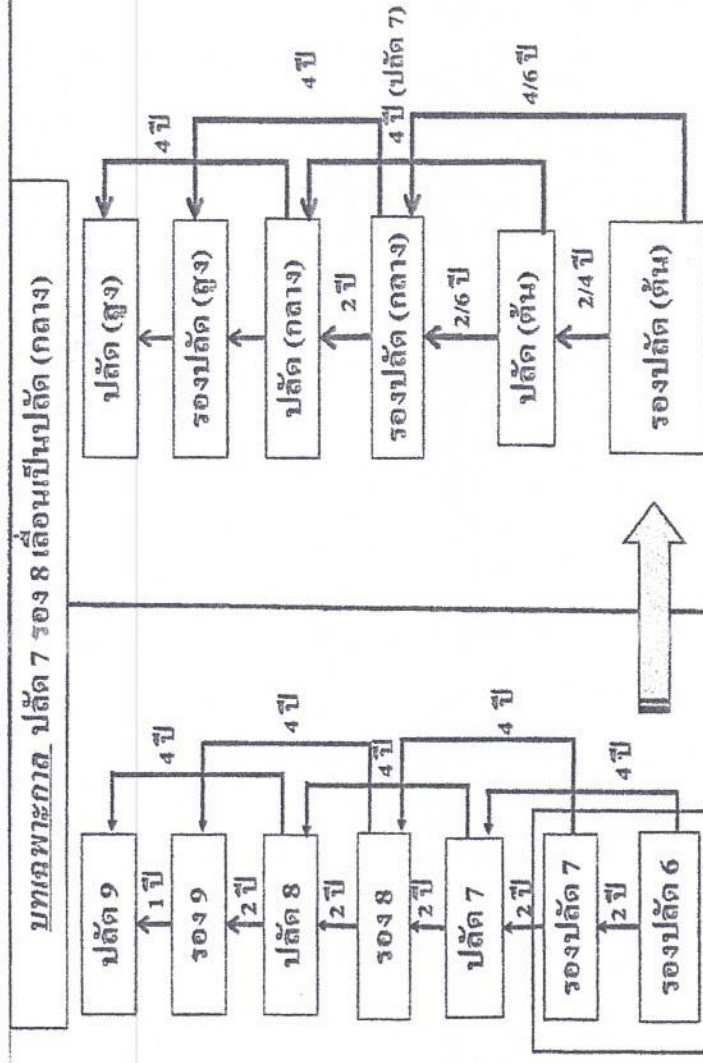 บทเฉพาะกาล ปลัด 7 รอง 8 เลื่อนเป็นปลัด (กลาง)
ปลัด 9
1 ปี
รอง 9
2 ปี
ปลัด 8
2 ปี
รอง 8
2 ปี
ปลัด 7
2 ปี
รองปลัด 7
2 ปี
รองปลัด 6
4 ปี
4 ปี
4 ปี
4 ปี
4 ปี
ปลัด (สูง)
รองปลัด (สูง)
ปลัด (กลาง)
2 ปี
รองปลัด (กลาง)
2/6 ปี
ปลัด (ต้น)
2/4 ปี
รองปลัด (ต้น)
4 ปี
4 ปี
4 ปี (ปลัด 7)
4/6 ปี